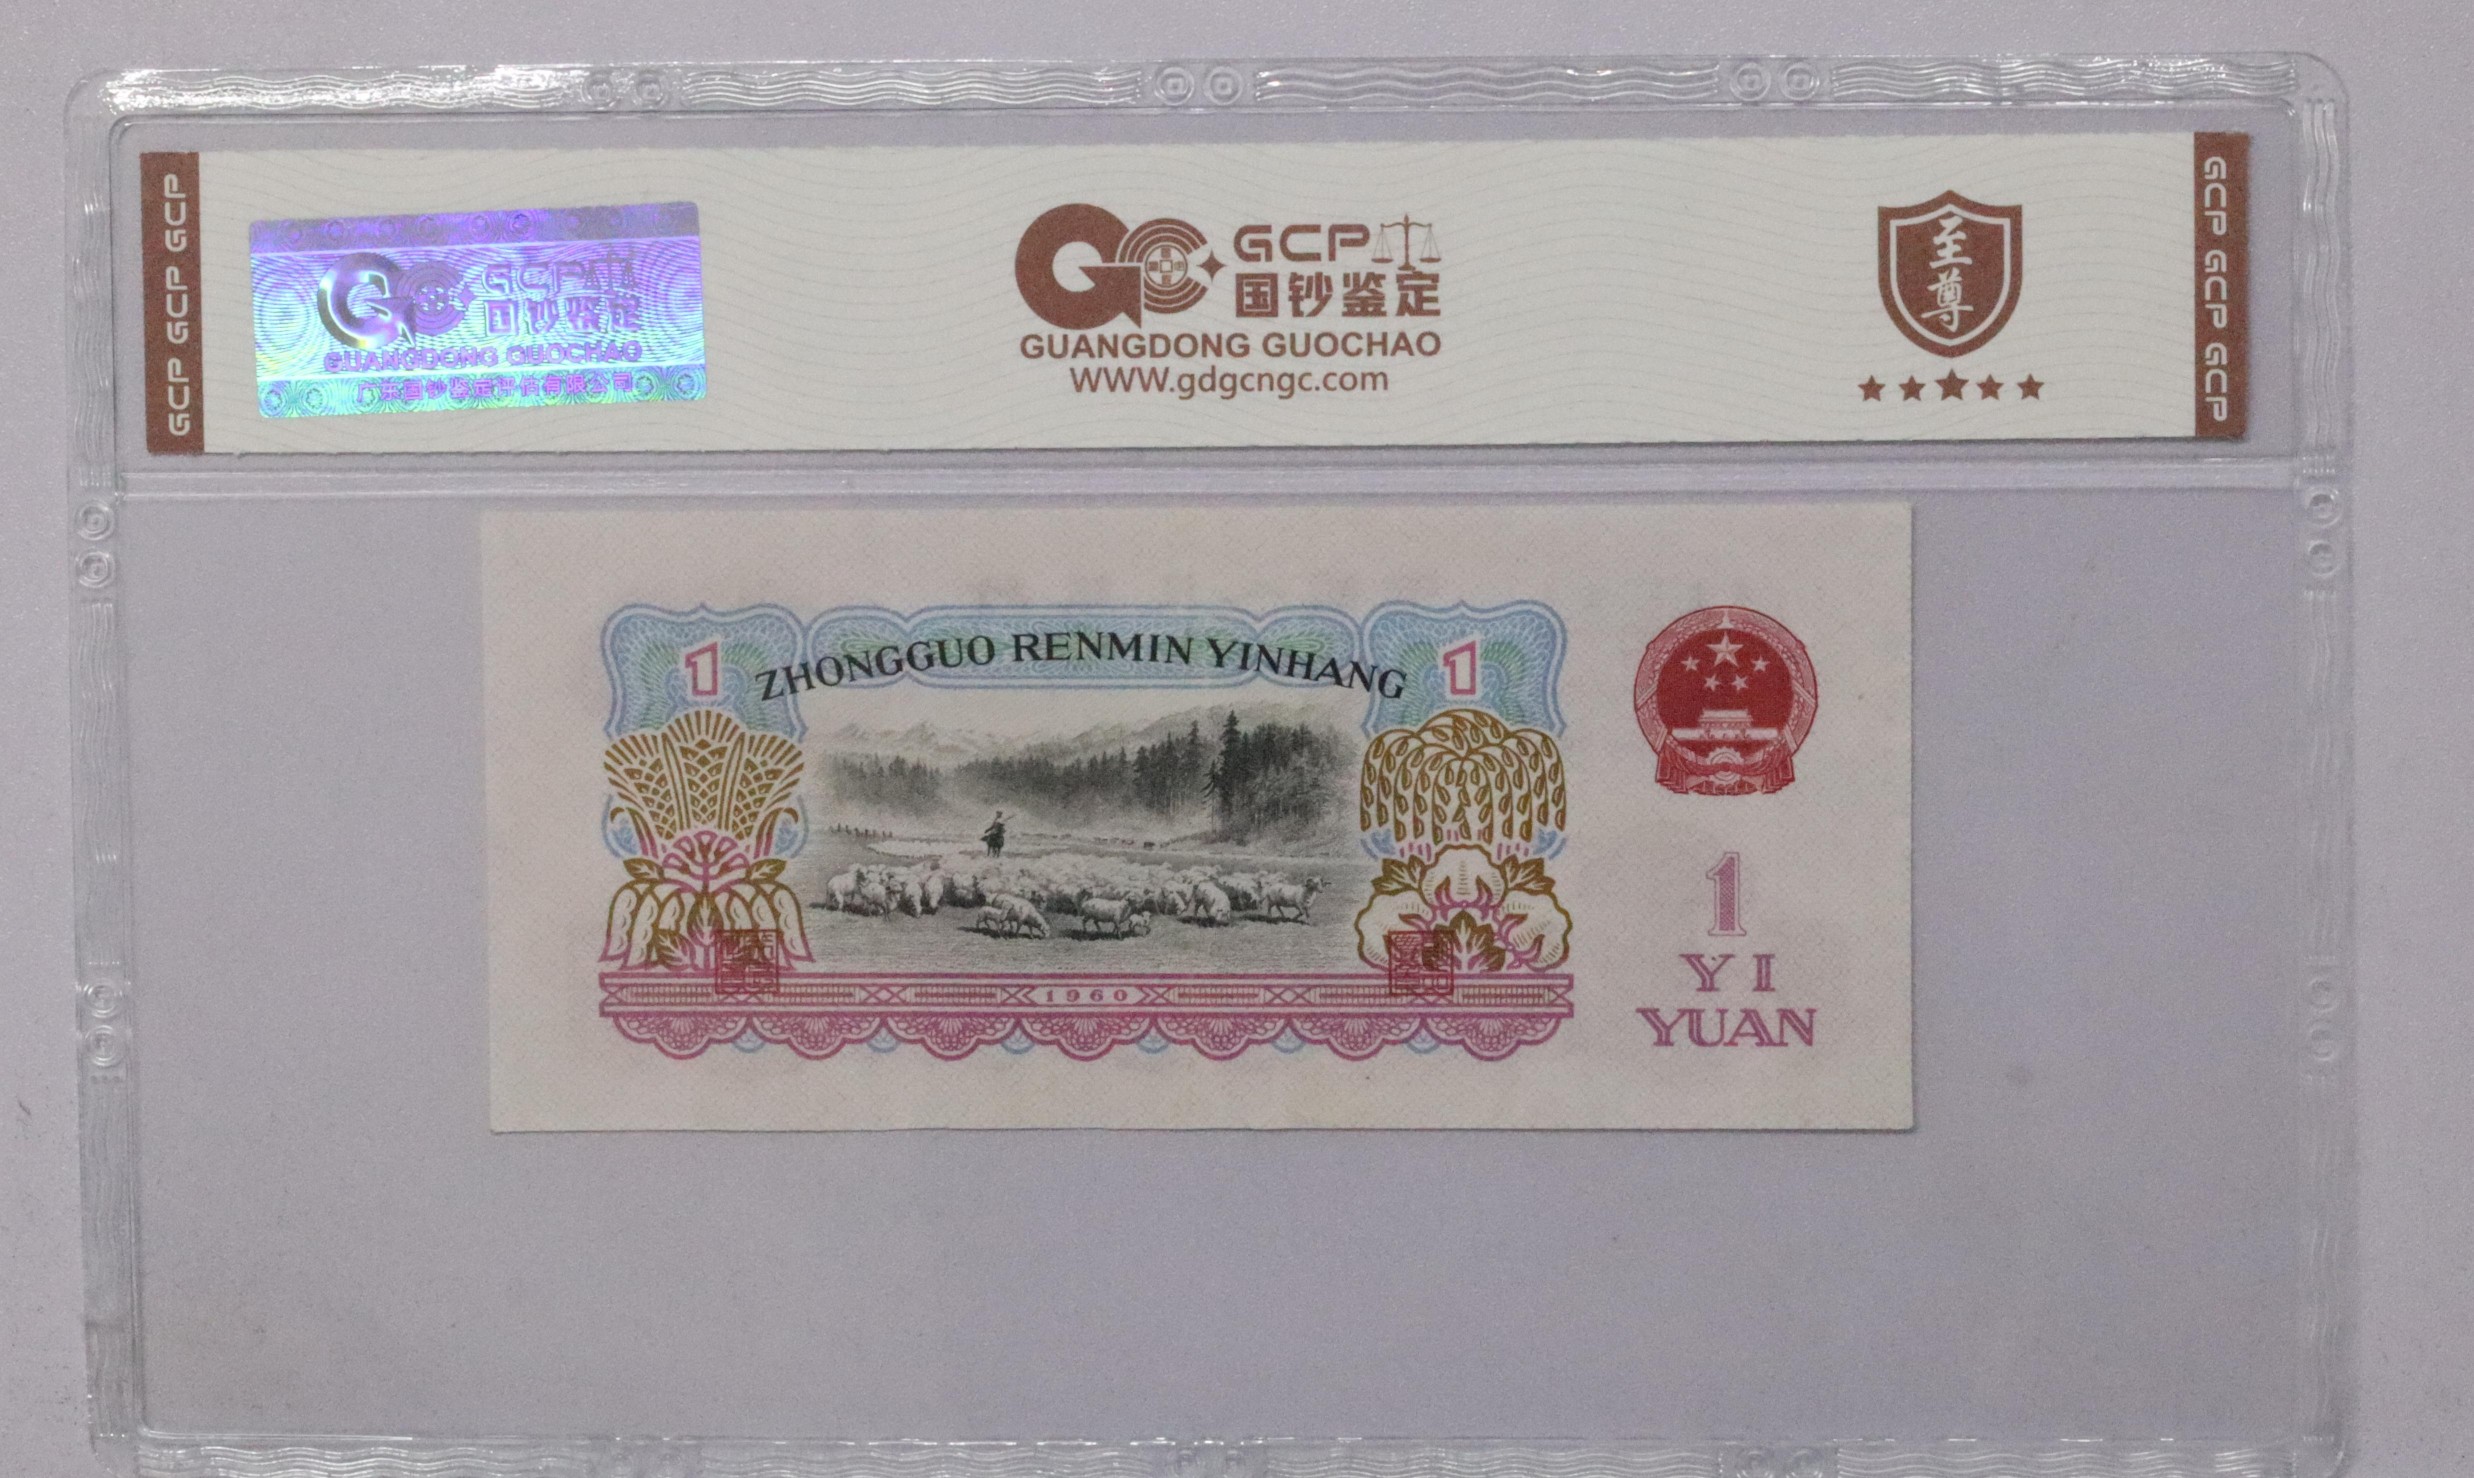 GCP GCP GCP
GCP
国钞鉴定
GUANGDONG GUOCHAO
广东国钞鉴定评估有限公司
GCP
国钞鉴定
GUANGDONG GUOCHAO
WWW.gdgcngc.com
至尊
GCP GCP GCP
1
ZHONGGUO RENMIN YINHANG
1
1960
1
YI
YUAN